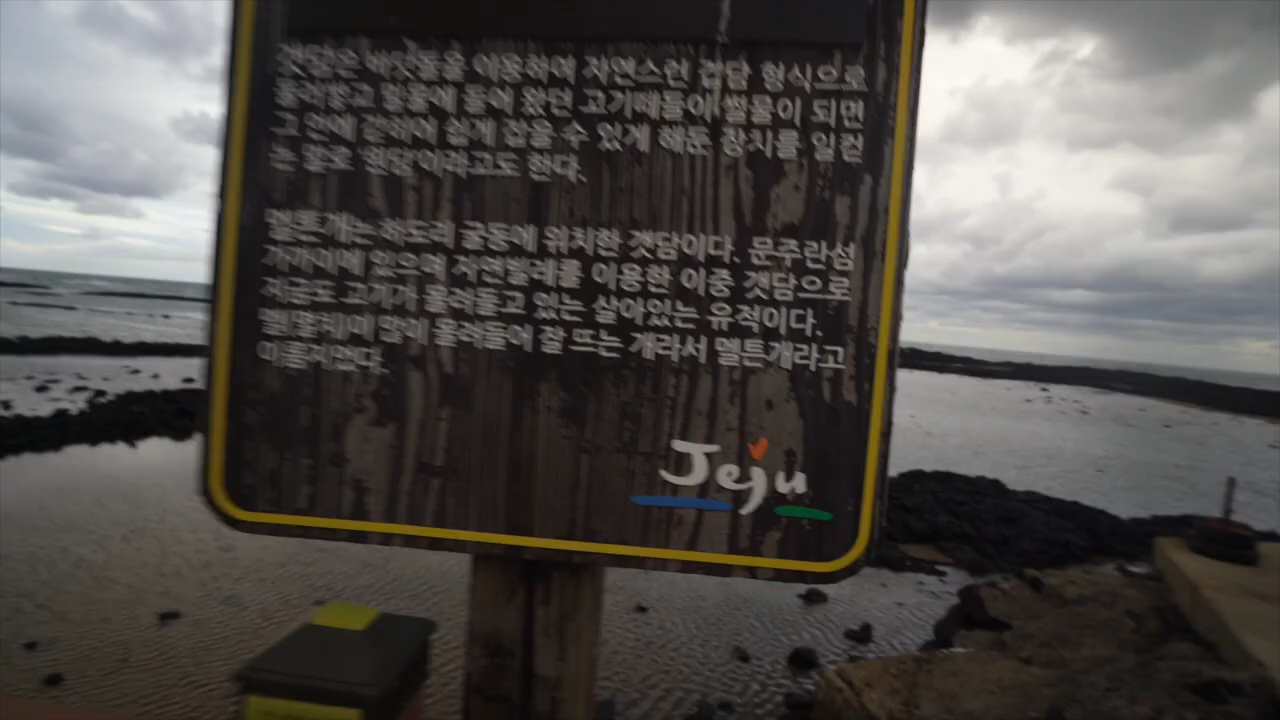 갯담은 바닷돌을 이용하여 자연스런 겹담 형식으로
쌓고 밀물에 들어 왔던 고기떼들이 썰물이 되면
그 안에 갇히어 쉽게 잡을 수 있게 해둔 장치를 일컫
는 원담'이라고도 한다.
멜튼개는 하도리 굴동에 위치한 갯담이다. 문주란섬
가까이에 있으며 자연빌레를 이용한 이중 갯담으로
지금도 고기가 몰려들고 있는 살아있는 유적이다.
멜(멸치)이 많이 몰려들어 잘 뜨는 개라서 멜튼개라고
이름지었다.
Jeju